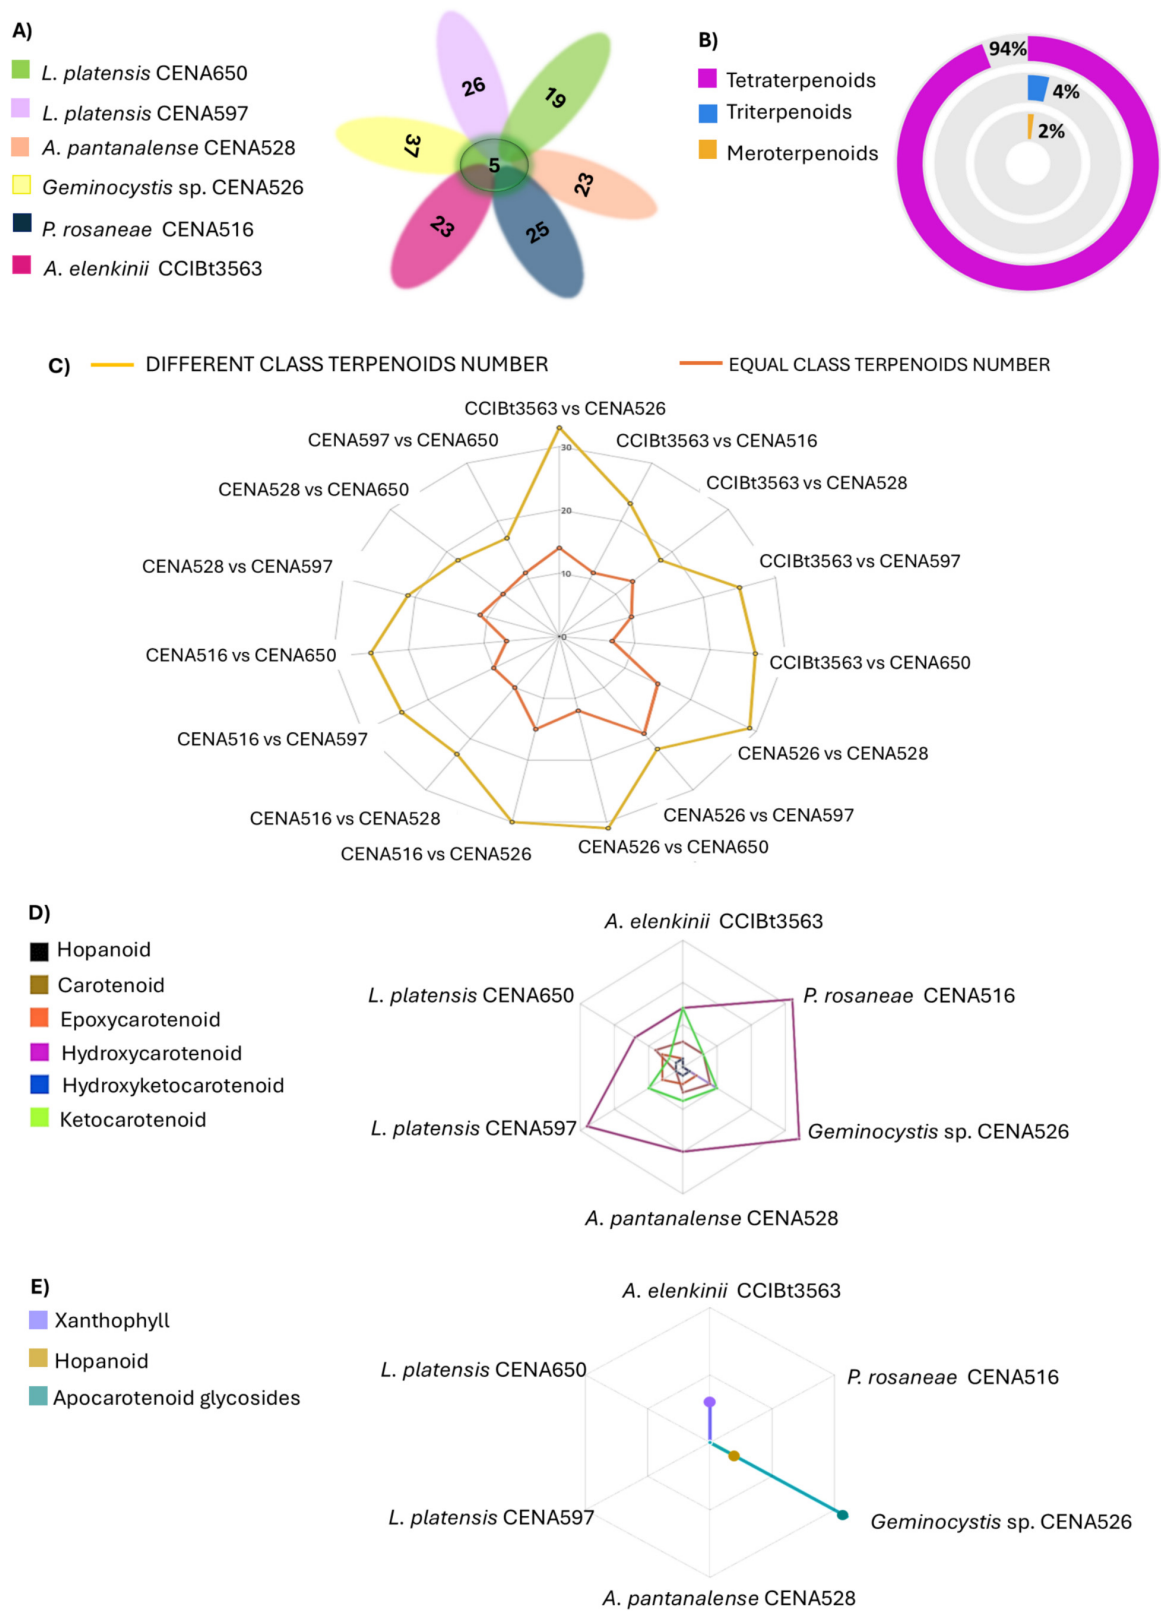 A)
L. platensis CENA650
L. platensis CENA597
A. pantanalense CENA528
Geminocystis sp. CENA526
P. rosaneae CENA516
A. elenkinii CCIBt3563
26
19
37
5
23
23
25
B)
Tetraterpenoids
Triterpenoids
Meroterpenoids
94%
4%
2%
C)
DIFFERENT CLASS TERPENOIDS NUMBER
EQUAL CLASS TERPENOIDS NUMBER
CCIBt3563 vs CENA526
CENA597 vs CENA650
CCIBt3563 vs CENA516
CENA528 vs CENA650
CCIBt3563 vs CENA528
CENA528 vs CENA597
CCIBt3563 vs CENA597
CENA516 vs CENA650
CCIBt3563 vs CENA650
CENA516 vs CENA597
CENA526 vs CENA528
CENA516 vs CENA528
CENA526 vs CENA597
CENA516 vs CENA526
CENA526 vs CENA650
30
20
10
0
D)
Hopanoid
Carotenoid
Epoxycarotenoid
Hydroxycarotenoid
Hydroxyketocarotenoid
Ketocarotenoid
A. elenkinii CCIBt3563
L. platensis CENA650
P. rosaneae CENA516
L. platensis CENA597
Geminocystis sp. CENA526
A. pantanalense CENA528
E)
Xanthophyll
Hopanoid
Apocarotenoid glycosides
A. elenkinii CCIBt3563
L. platensis CENA650
P. rosaneae CENA516
L. platensis CENA597
Geminocystis sp. CENA526
A. pantanalense CENA528